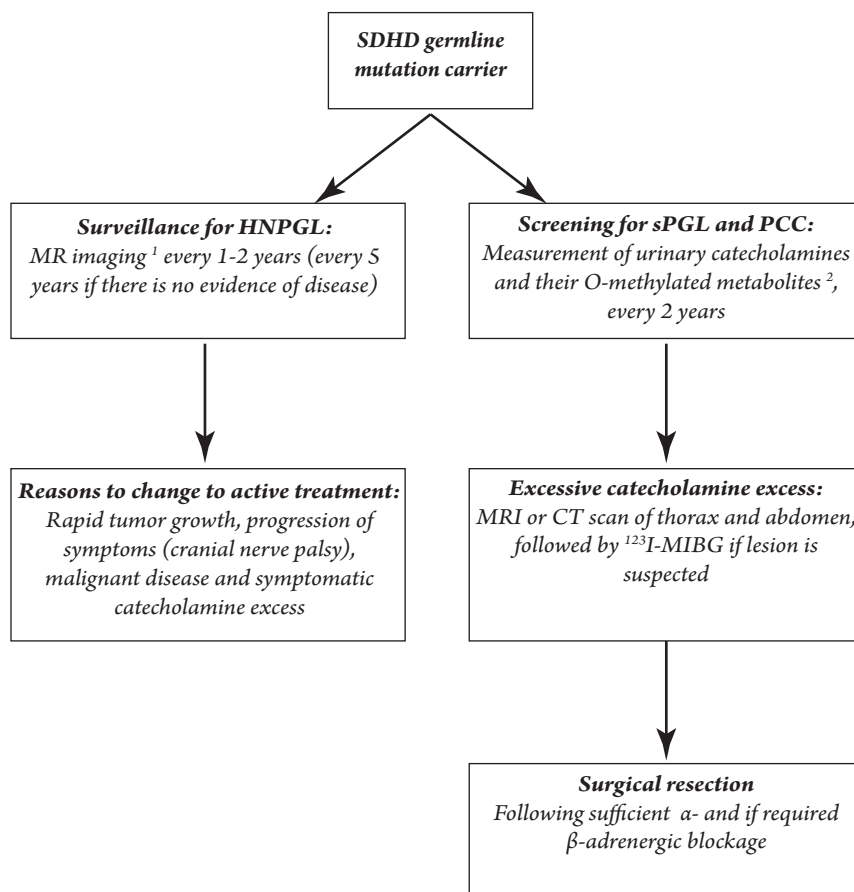 SDHD germline
mutation carrier
Surveillance for HNPGL:
MR imaging ¹ every 1-2 years (every 5
years if there is no evidence of disease)
Screening for sPGL and PCC:
Measurement of urinary catecholamines
and their O-methylated metabolites ²,
every 2 years
Reasons to change to active treatment:
Rapid tumor growth, progression of
symptoms (cranial nerve palsy),
malignant disease and symptomatic
catecholamine excess
Excessive catecholamine excess:
MRI or CT scan of thorax and abdomen,
followed by ¹²³I-MIBG if lesion is
suspected
Surgical resection
Following sufficient α- and if required
β-adrenergic blockage